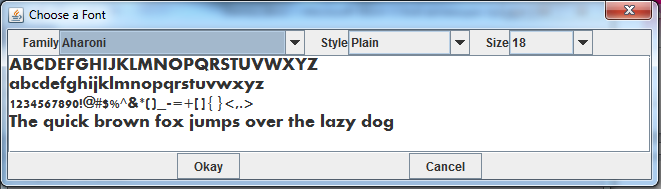 Choose a Font
Family Aharoni Style Plain Size 18
ABCDEFGHIJKLMNOPQRSTUVWXYZ
abcdefghijklmnopqrstuvwxyz
1234567890!@#$%^&*()_-=+[]{}<,.>
The quick brown fox jumps over the lazy dog
Okay Cancel